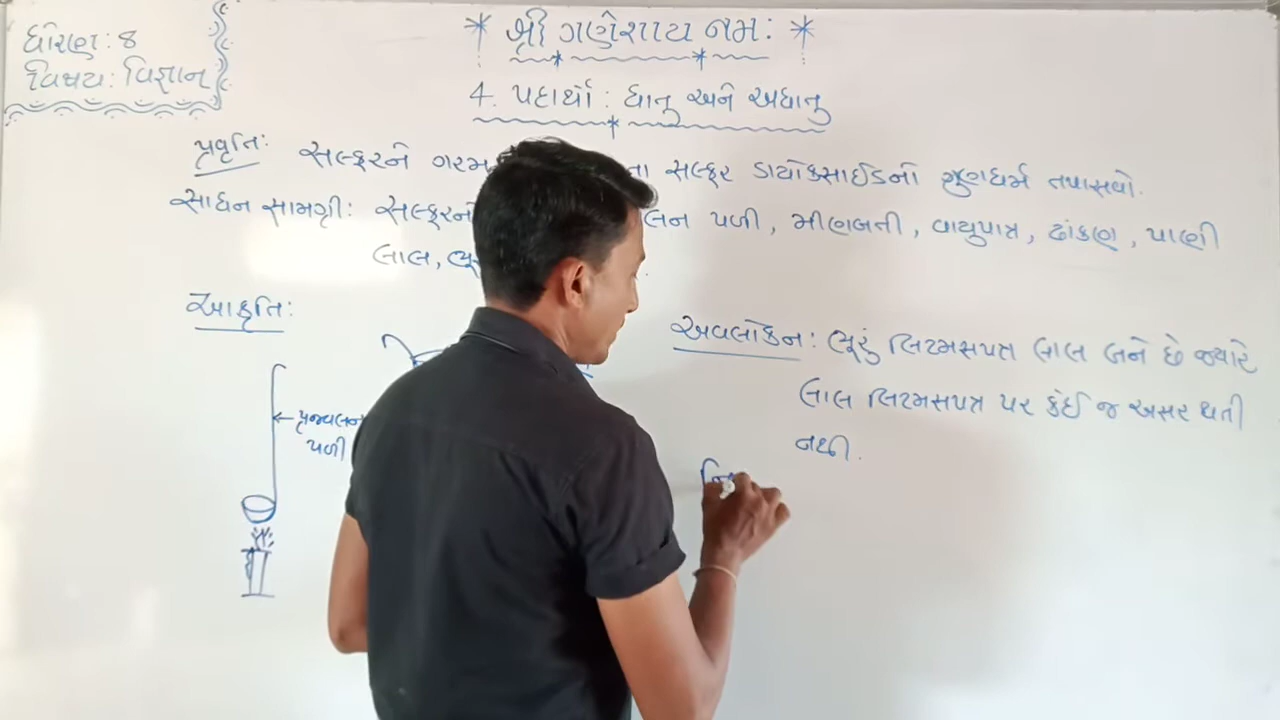 ધોરણ: ૪
વિષય: વિજ્ઞાન
* શ્રી ગણેશાય નમ: *
4. પદાર્થો : ધાતુ અને અધાતુ
પ્રવૃત્તિ: સલ્ફરને ગરમ સલ્ફર ડાયોક્સાઈડનો ગુણધર્મ તપાસવો.
સાધન સામગ્રી: સલ્ફરનો પળી, મીણબત્તી, વાયુપાત્ર, ઢાંકણ, પાણી
લાલ,
આકૃતિ:
પ્રજ્વલન
પળી
અવલોકન: ભૂરું લિટમસપત્ર લાલ બને છે જ્યારે
લાલ લિટમસપત્ર પર કંઈ જ અસર થતી
નથી.